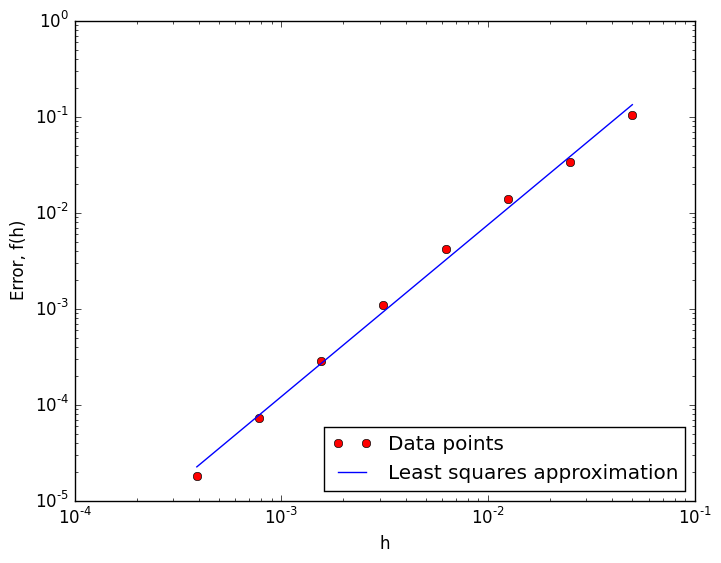 10^0
10^-1
10^-2
10^-3
10^-4
10^-5
Error, f(h)
Data points
Least squares approximation
10^-4
10^-3
10^-2
10^-1
h